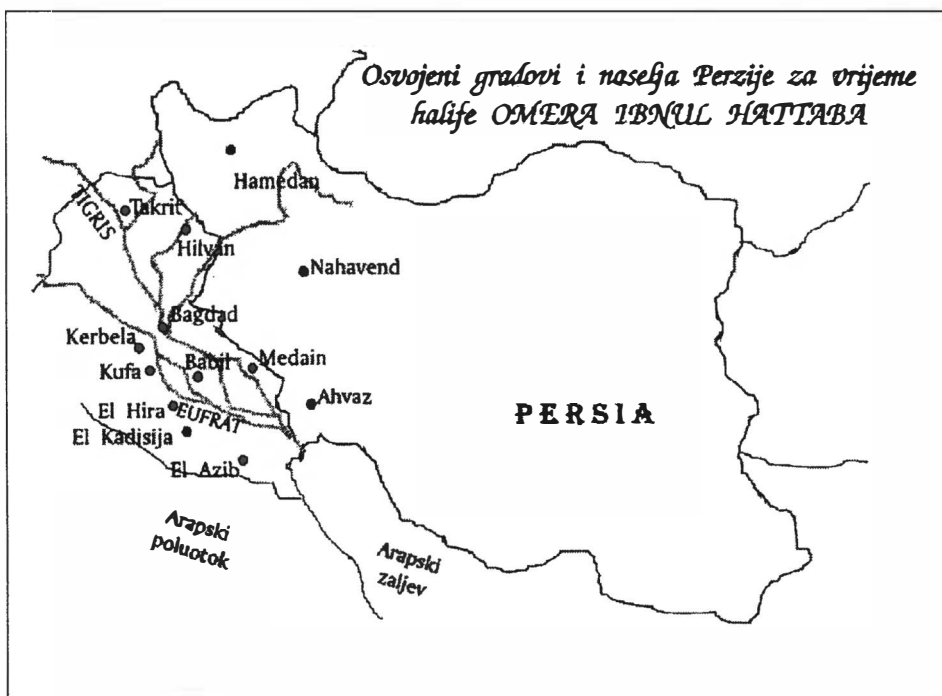 Osvojeni gradovi i naselja Perzije za vrijeme
halife OMERA IBNUL HATTABA
Hamedan
TIGRIS
Takrit
Hilvan
Nahavend
Bagdad
Kerbela
Babil
Medain
Kufa
Ahvaz
El Hira
EUFRAT
PERSIA
El Kadisija
El Azib
Arapski
poluotok
Arapski
zaljev